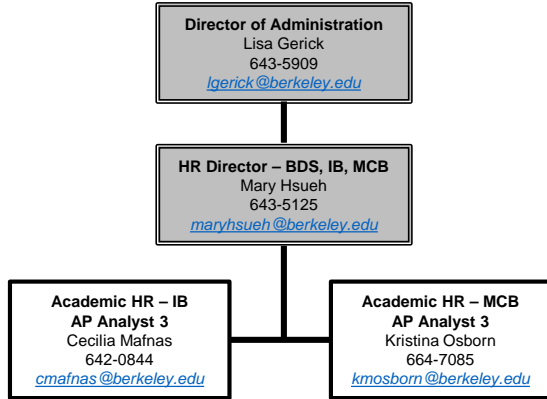 Director of Administration
Lisa Gerick
643-5909
lgerick@berkeley.edu
HR Director – BDS, IB, MCB
Mary Hsueh
643-5125
maryhsueh@berkeley.edu
Academic HR – IB
AP Analyst 3
Cecilia Mafnas
642-0844
cmafnas@berkeley.edu
Academic HR – MCB
AP Analyst 3
Kristina Osborn
664-7085
kmosborn@berkeley.edu